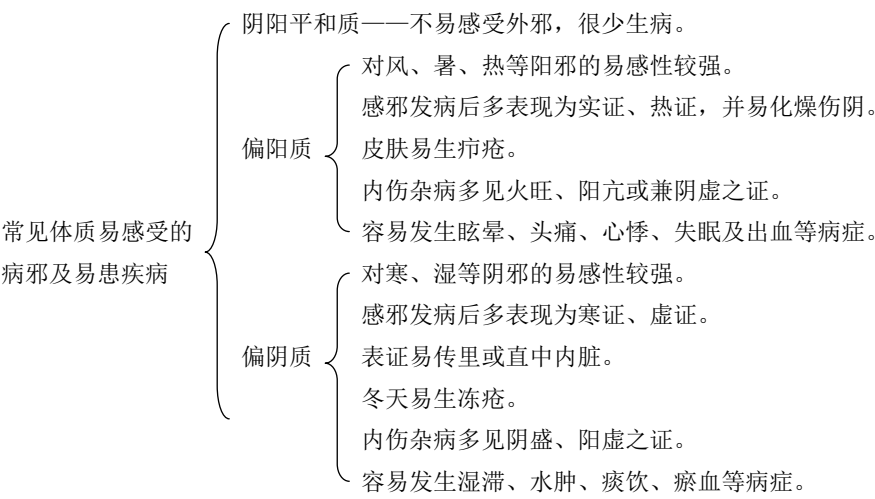 阴阳平和质——不易感受外邪，很少生病。
对风、暑、热等阳邪的易感性较强。
感邪发病后多表现为实证、热证，并易化燥伤阴。
偏阳质
皮肤易生疖疮。
内伤杂病多见火旺、阳亢或兼阴虚之证。
常见体质易感受的
病邪及易患疾病
容易发生眩晕、头痛、心悸、失眠及出血等病症。
对寒、湿等阴邪的易感性较强。
感邪发病后多表现为寒证、虚证。
偏阴质
表证易传里或直中内脏。
冬天易生冻疮。
内伤杂病多见阴盛、阳虚之证。
容易发生湿滞、水肿、痰饮、瘀血等病症。